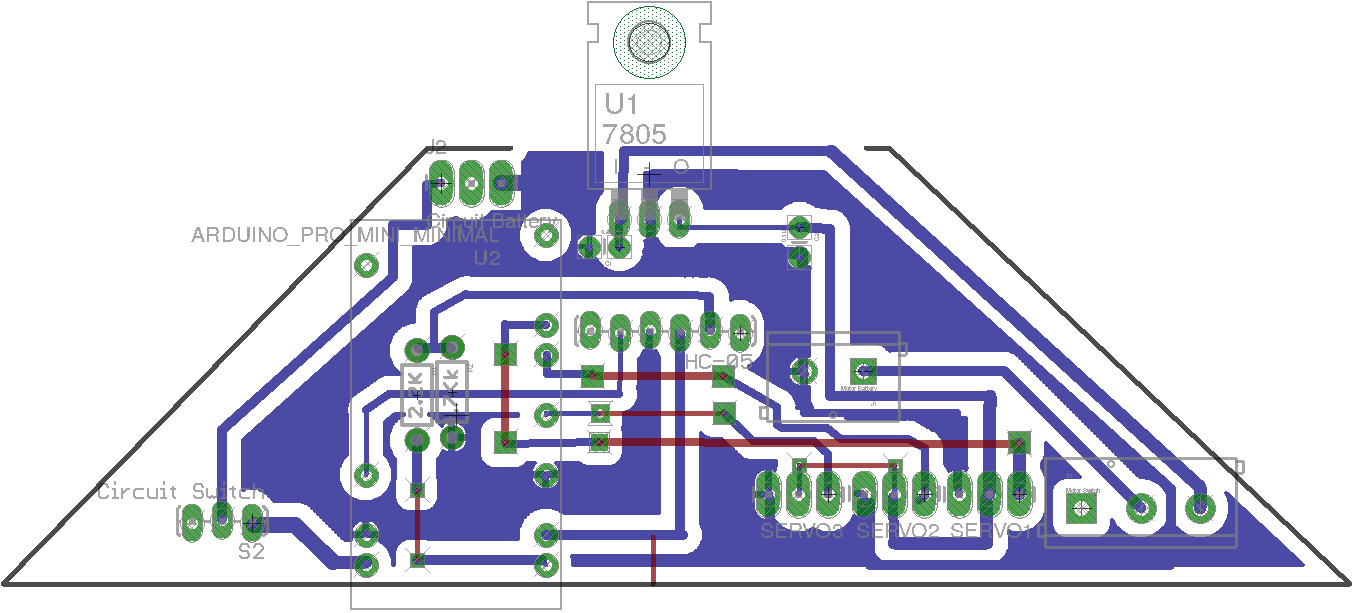 U1
7805
I O
J2
Circuit Battery
ARDUINO_PRO_MINI_MINIMAL
U2
HC-05
2.2K
Motor Battery
Circuit Switch
Motor Switch
SERVO3 SERVO2 SERVO1
S2